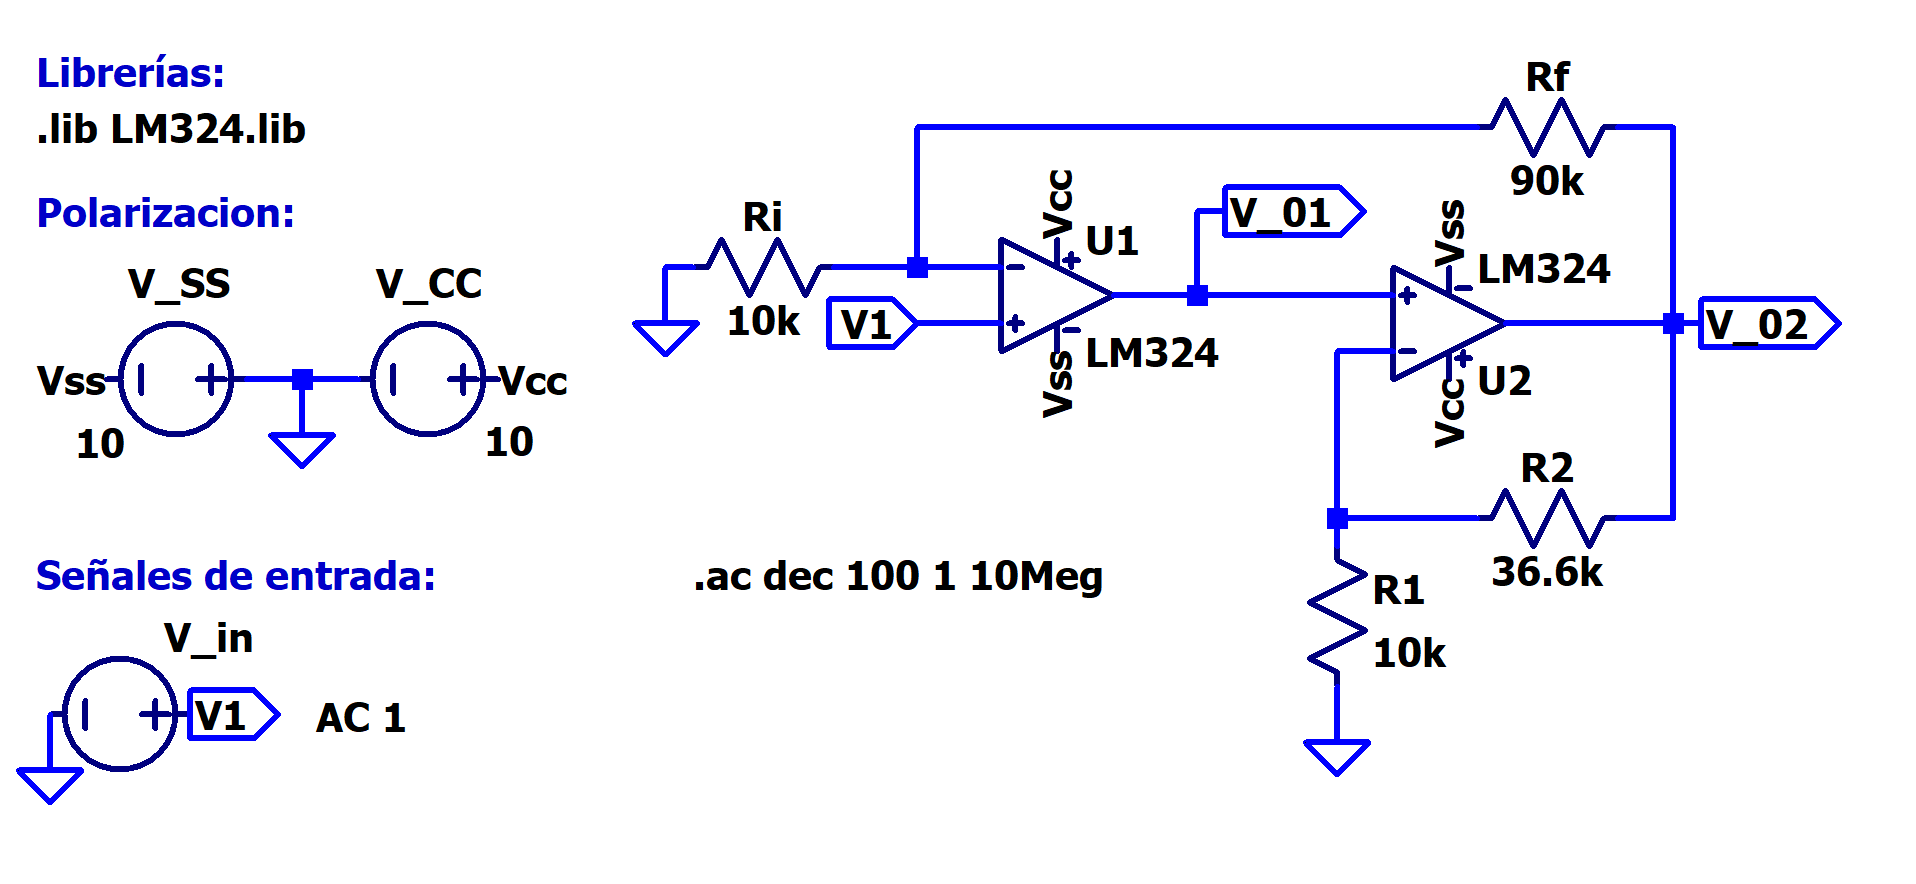 Librerías:
.lib LM324.lib
Polarizacion:
V_SS
V_CC
Vss
Vcc
10
10
Señales de entrada:
V_in
V1
AC 1
.ac dec 100 1 10Meg
Rf
90k
Ri
10k
V1
Vcc
U1
LM324
Vss
V_01
Vss
LM324
U2
Vcc
V_02
R2
36.6k
R1
10k